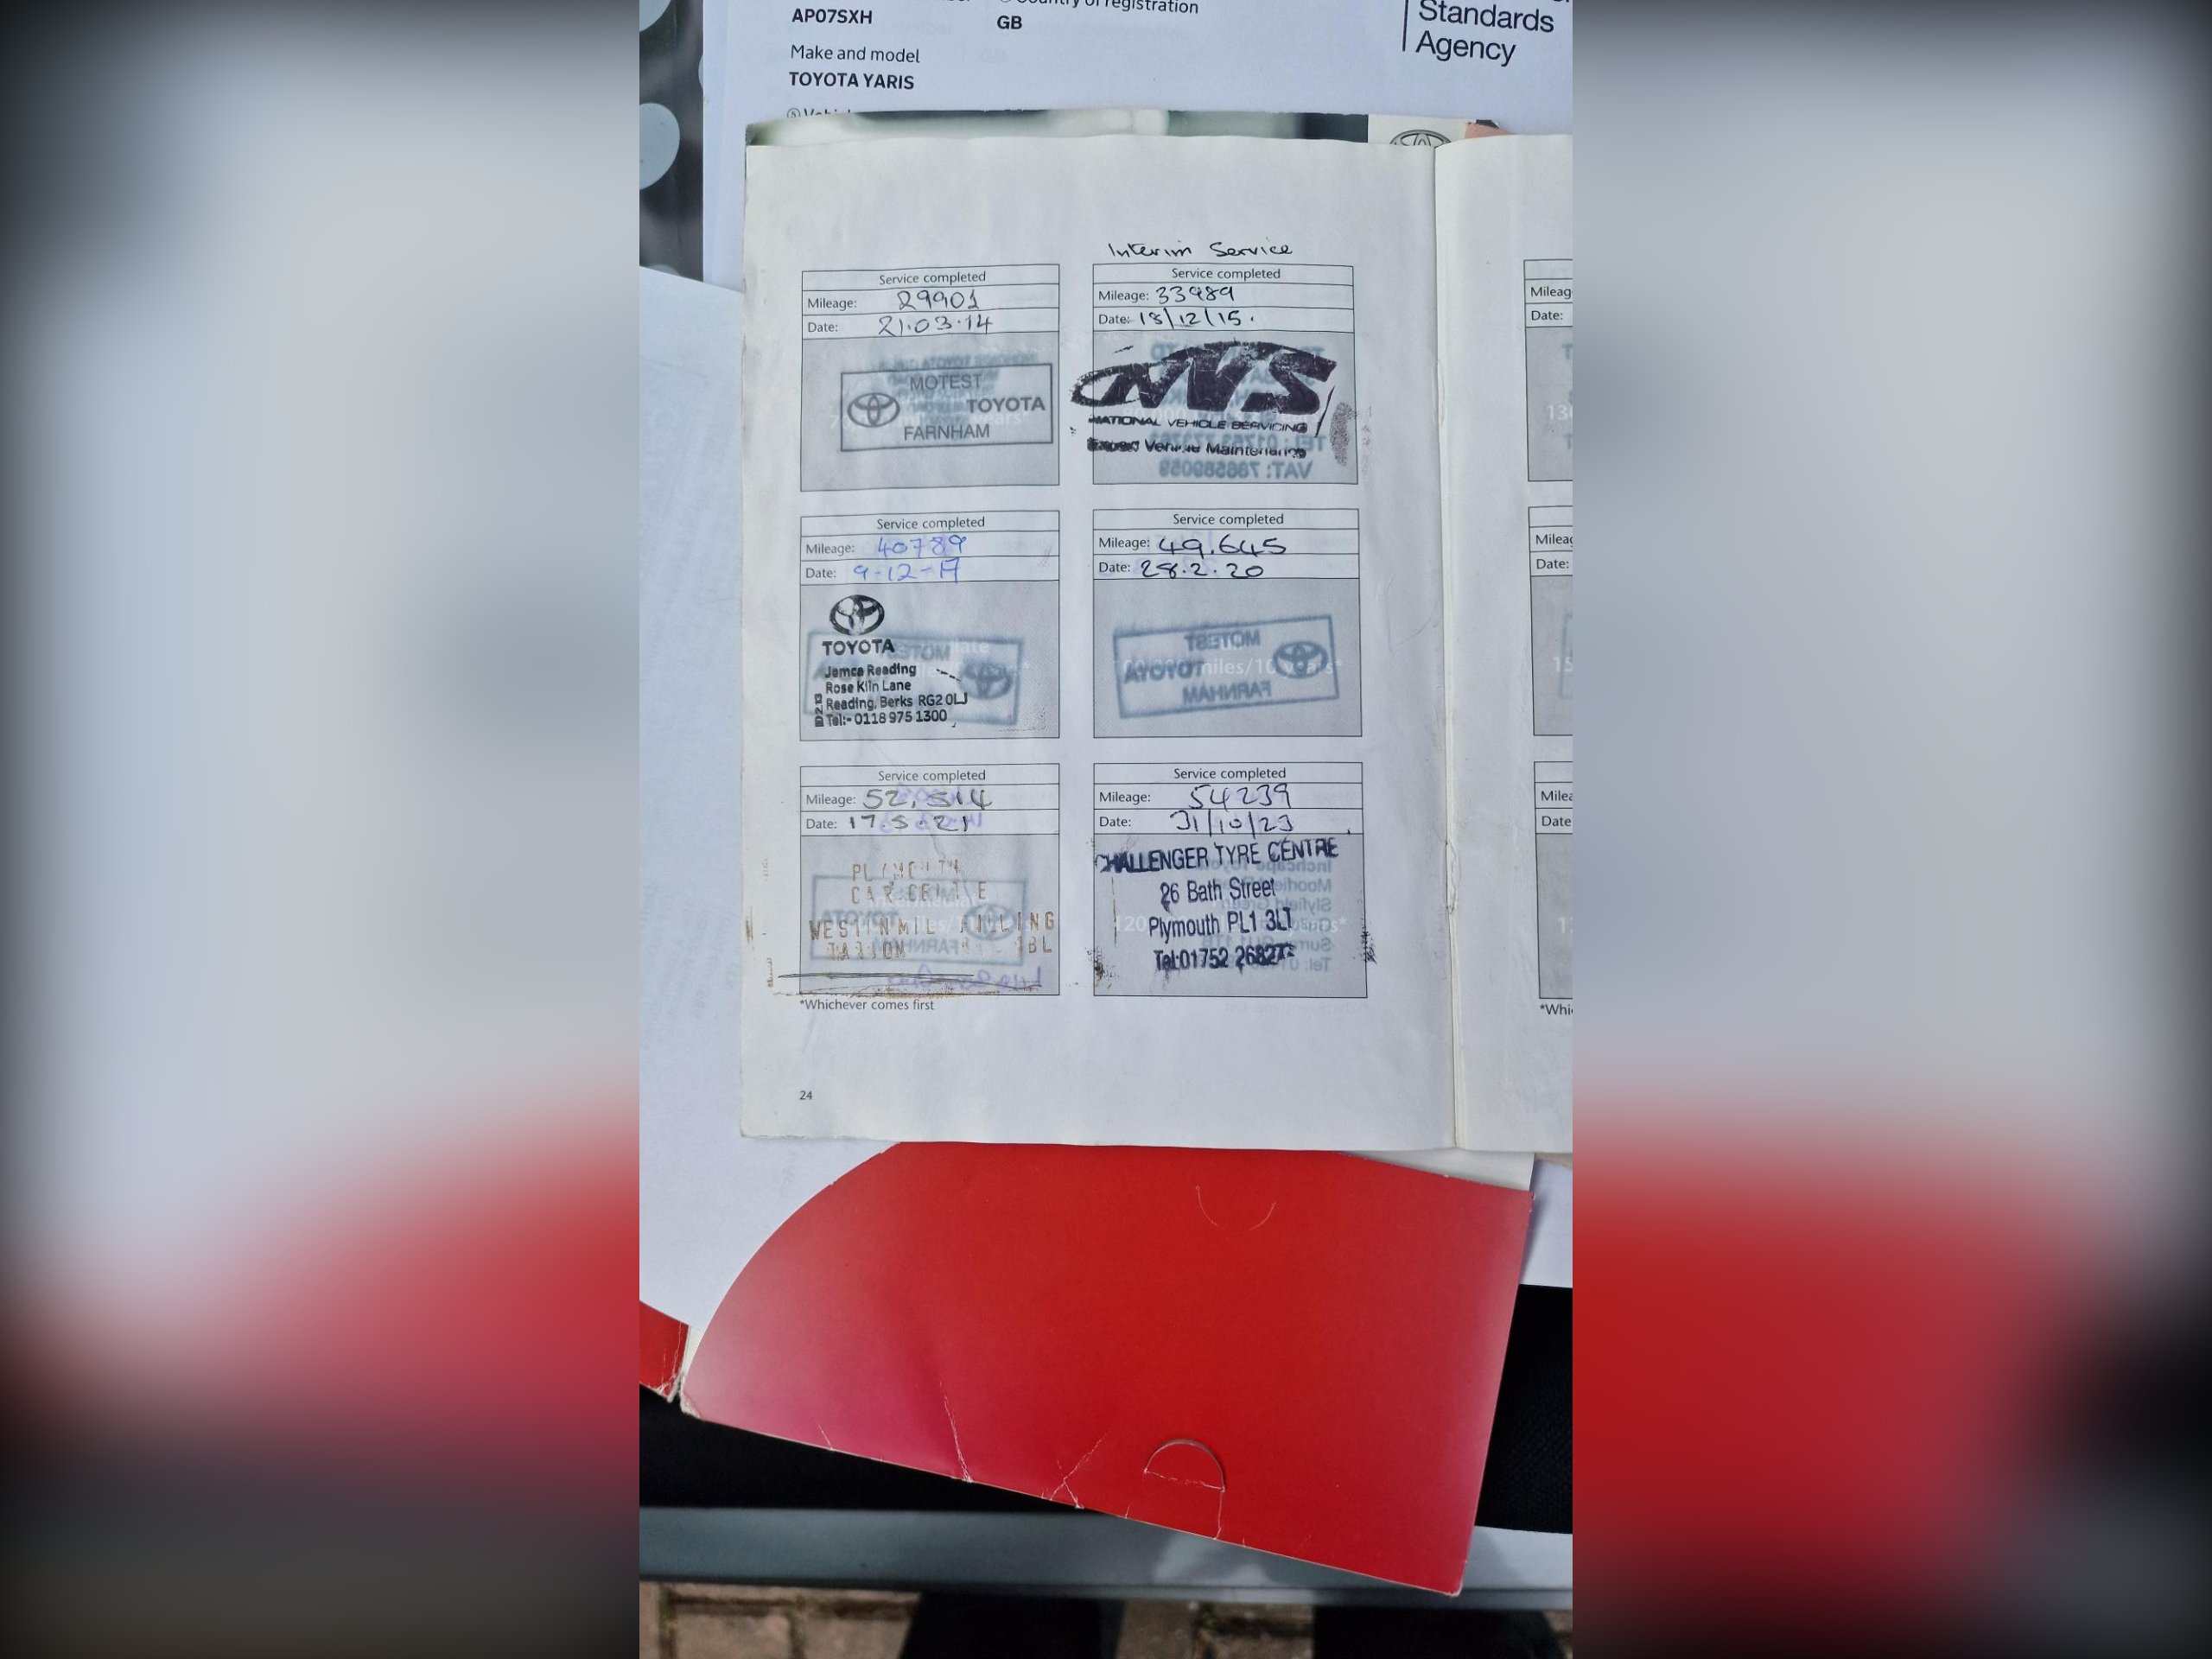 AP07SXH
Country of registration
GB
Standards
Agency
Make and model
TOYOTA YARIS
Interim Service
Service completed
Mileage: 29901
Date: 21.03.14
MOTEST
TOYOTA
FARNHAM
Service completed
Mileage: 33989
Date: 18/12/15.
NVS
NATIONAL VEHICLE SERVICING
Expert Vehicle Maintenance
Service completed
Mileage: 40789
Date: 9-12-17
TOYOTA
Jemca Reading
Rose Kiln Lane
Reading, Berks RG2 0LJ
Tel:- 0118 975 1300
Service completed
Mileage: 49.645
Date: 28.2.20
Service completed
Mileage: 52,514
Date: 17.5.21
Service completed
Mileage: 54239
Date: 31/10/23
CHALLENGER TYRE CENTRE
26 Bath Street
Plymouth PL1 3LT
Tel:01752
*Whichever comes first
24
Date:
Date:
Date